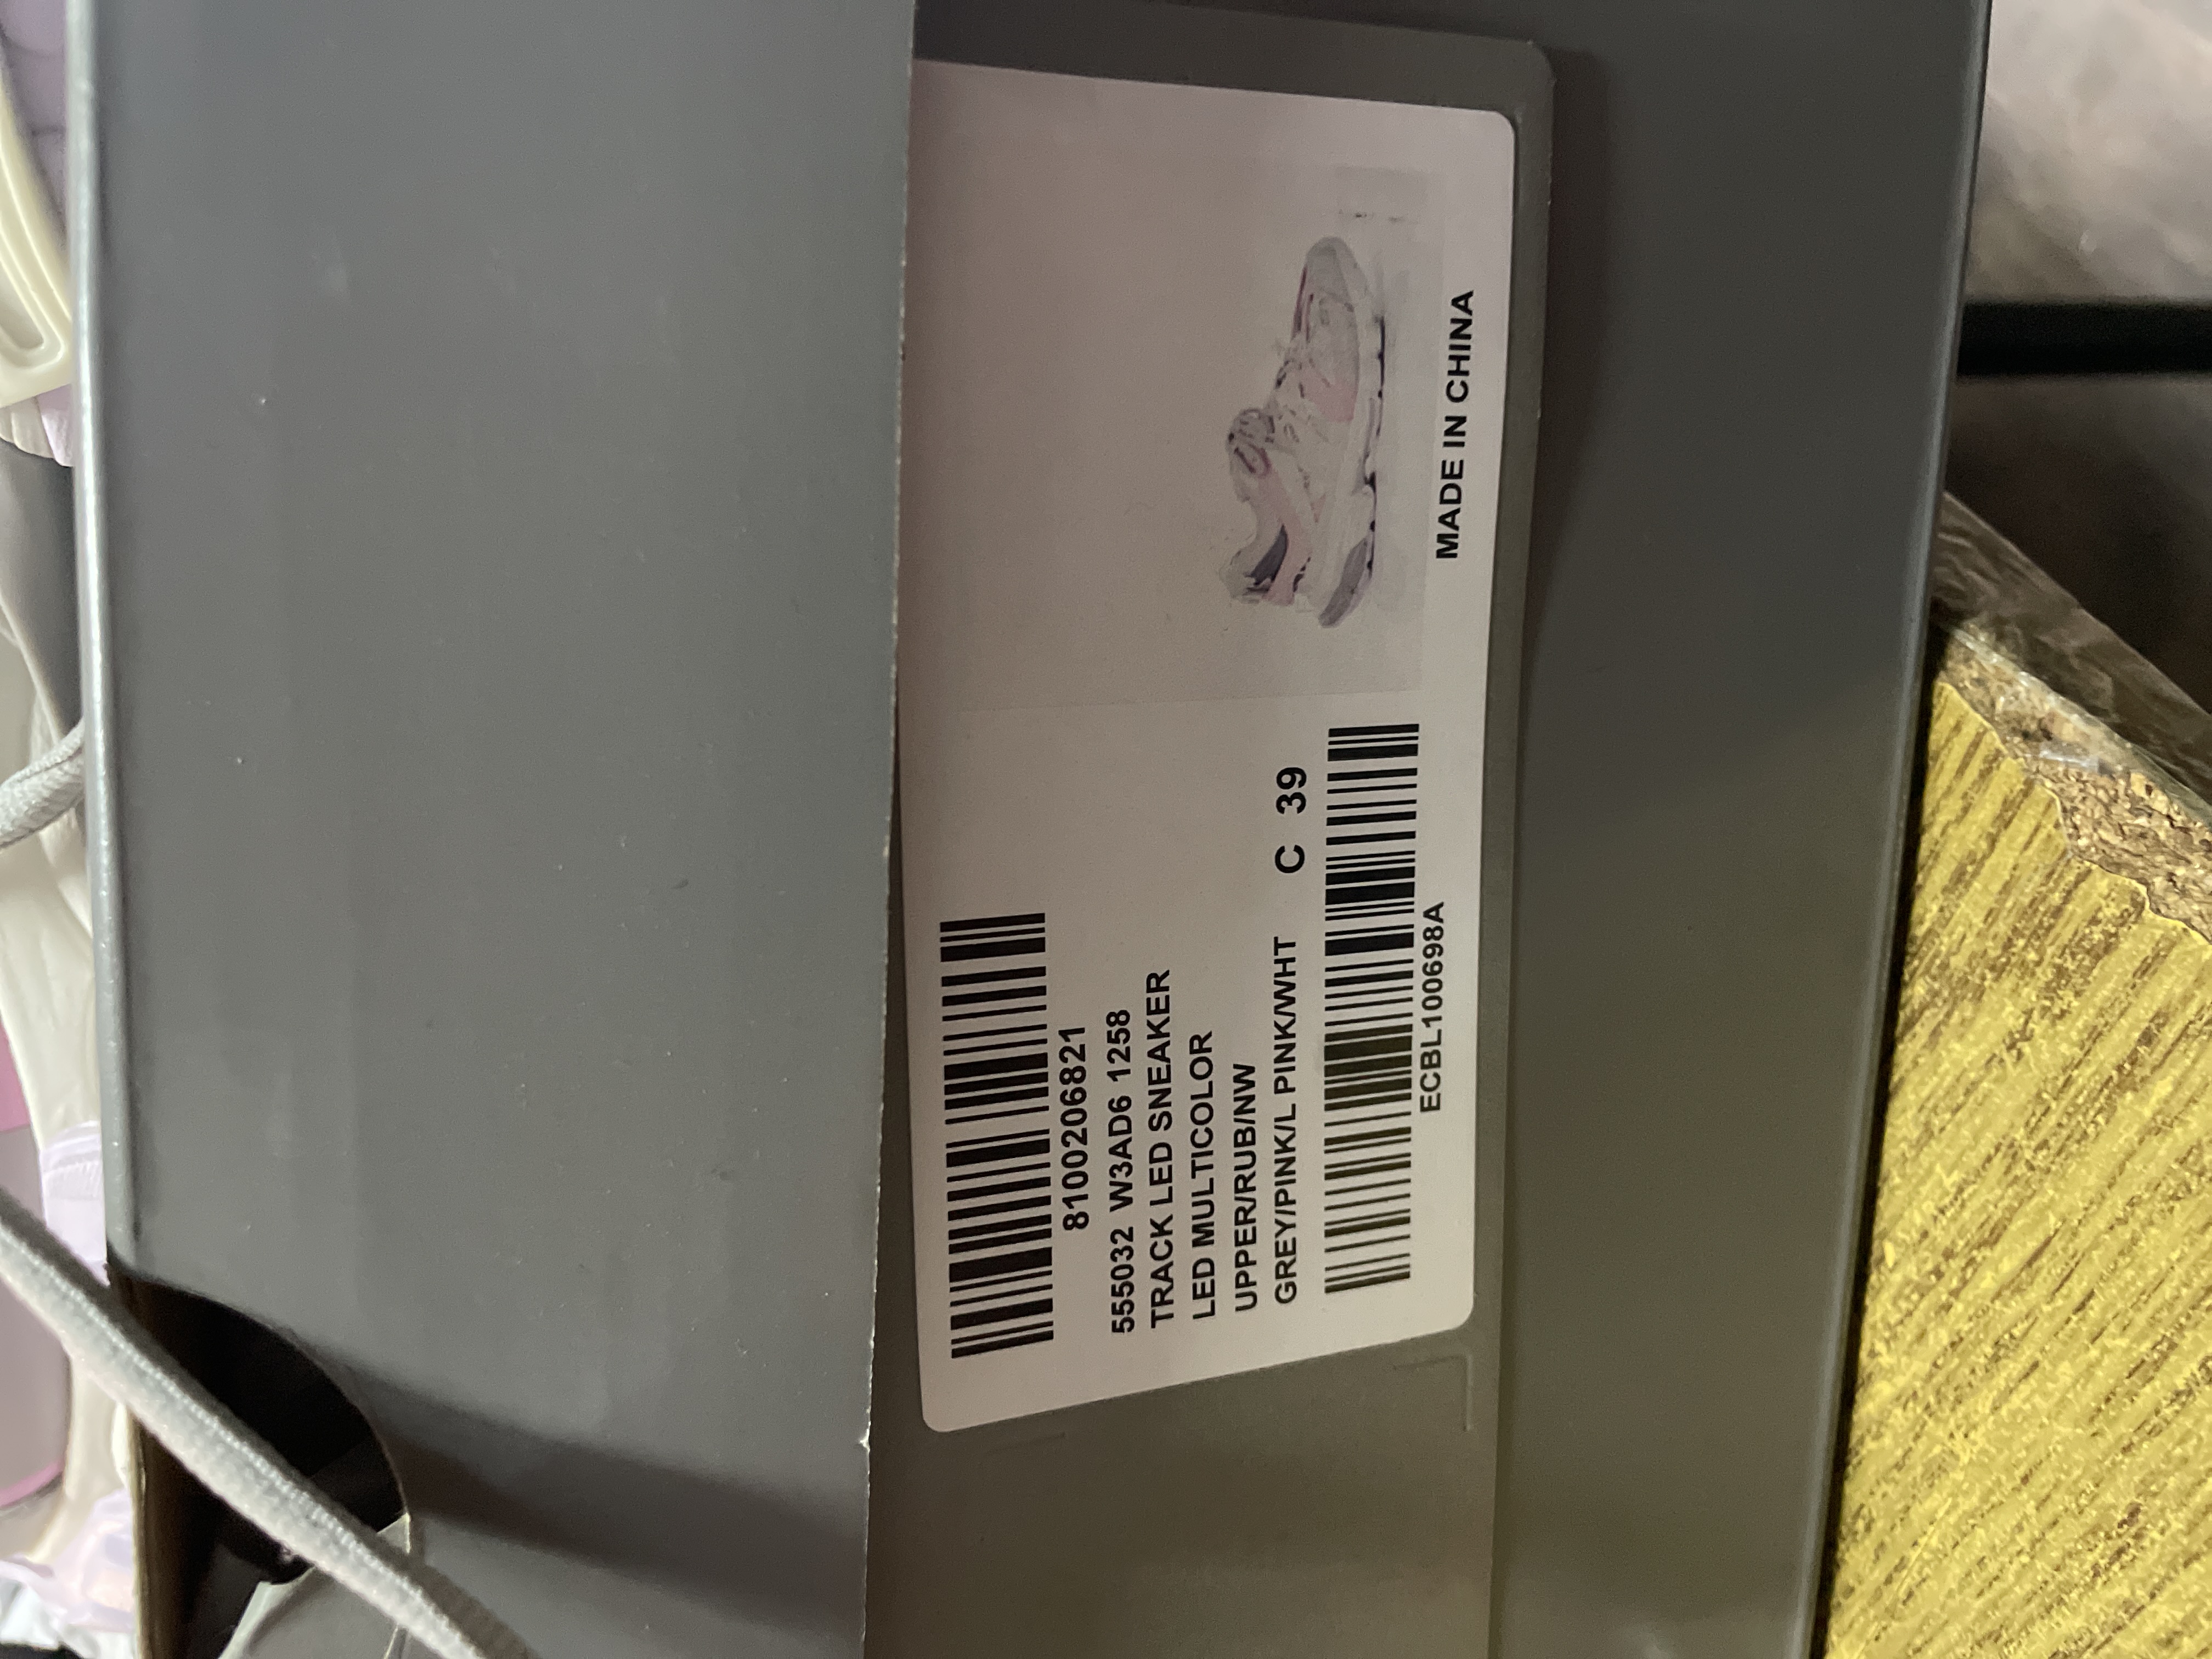 8100206821
555032 W3AD6 1258
TRACK LED SNEAKER
LED MULTICOLOR
UPPER/RUB/NW
GREY/PINK/L PINK/WHT C 39
ECBL100698A
MADE IN CHINA